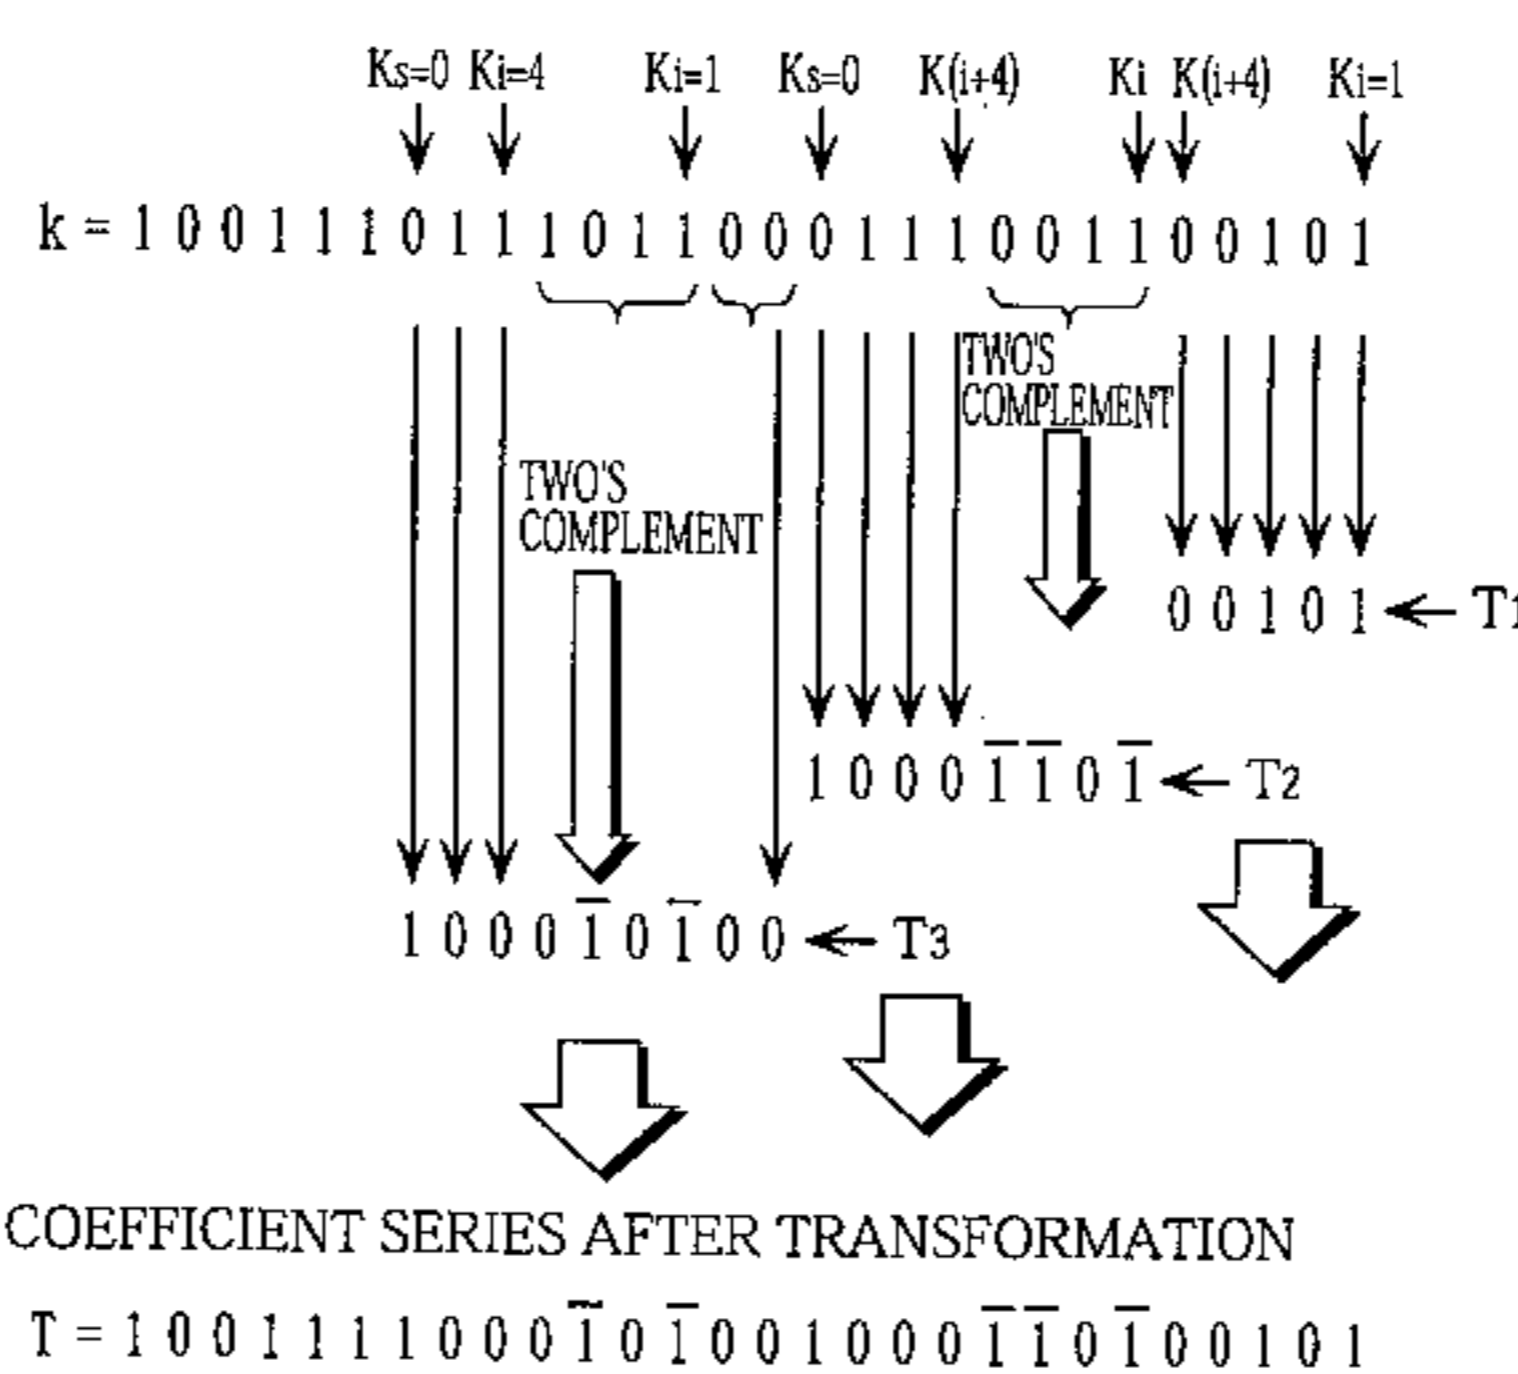 Ks=0 Ki=4 Ki=1 Ks=0 K(i+4) Ki K(i+4) Ki=1
k = 1 0 0 1 1 1 0 1 1 1 0 1 1 0 0 0 1 1 1 0 0 1 1 0 0 1 0 1
TWO'S
COMPLEMENT
TWO'S
COMPLEMENT
0 0 1 0 1 ← T1
1 0 0 0 1̅ 1̅ 0 1̅ ← T2
1 0 0 0 1̅ 0 1̅ 0 0 ← T3
COEFFICIENT SERIES AFTER TRANSFORMATION
T = 1 0 0 1 1 1 1 0 0 0 1̅ 0 1̅ 0 0 1 0 0 0 1̅ 1̅ 0 1̅ 0 0 1 0 1